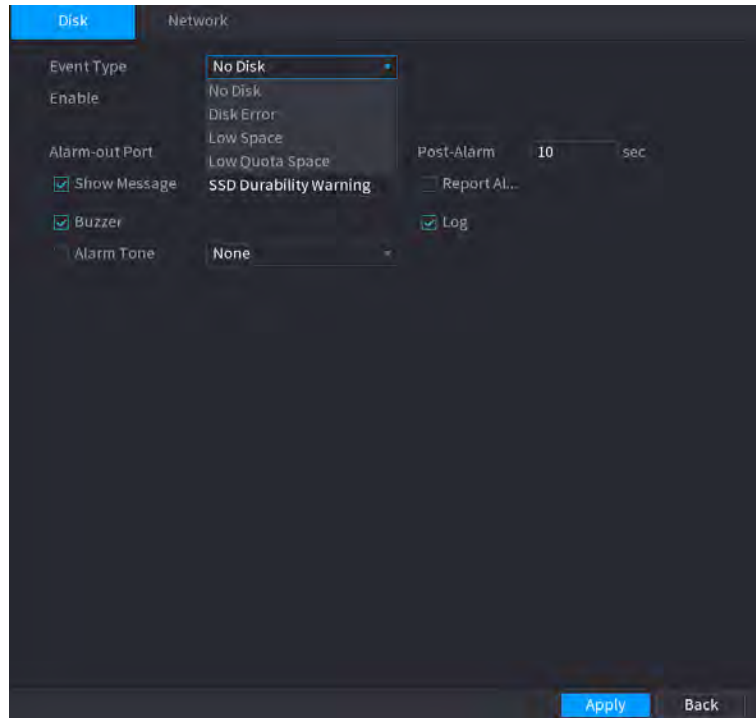 Disk Network
Event Type No Disk
No Disk
Enable
Disk Error
Low Space
Alarm-out Port Post-Alarm 10 sec
Low Quota Space
Show Message SSD Durability Warning Report Al...
Buzzer Log
Alarm Tone None
Apply Back